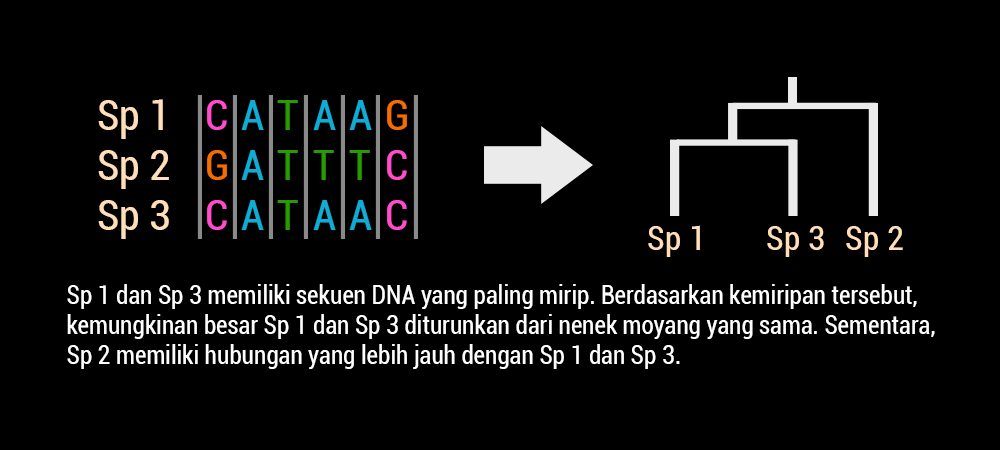 Sp 1 C A T A A G
Sp 2 G A T T T C
Sp 3 C A T A A C
Sp 1 Sp 3 Sp 2
Sp 1 dan Sp 3 memiliki sekuen DNA yang paling mirip. Berdasarkan kemiripan tersebut,
kemungkinan besar Sp 1 dan Sp 3 diturunkan dari nenek moyang yang sama. Sementara,
Sp 2 memiliki hubungan yang lebih jauh dengan Sp 1 dan Sp 3.